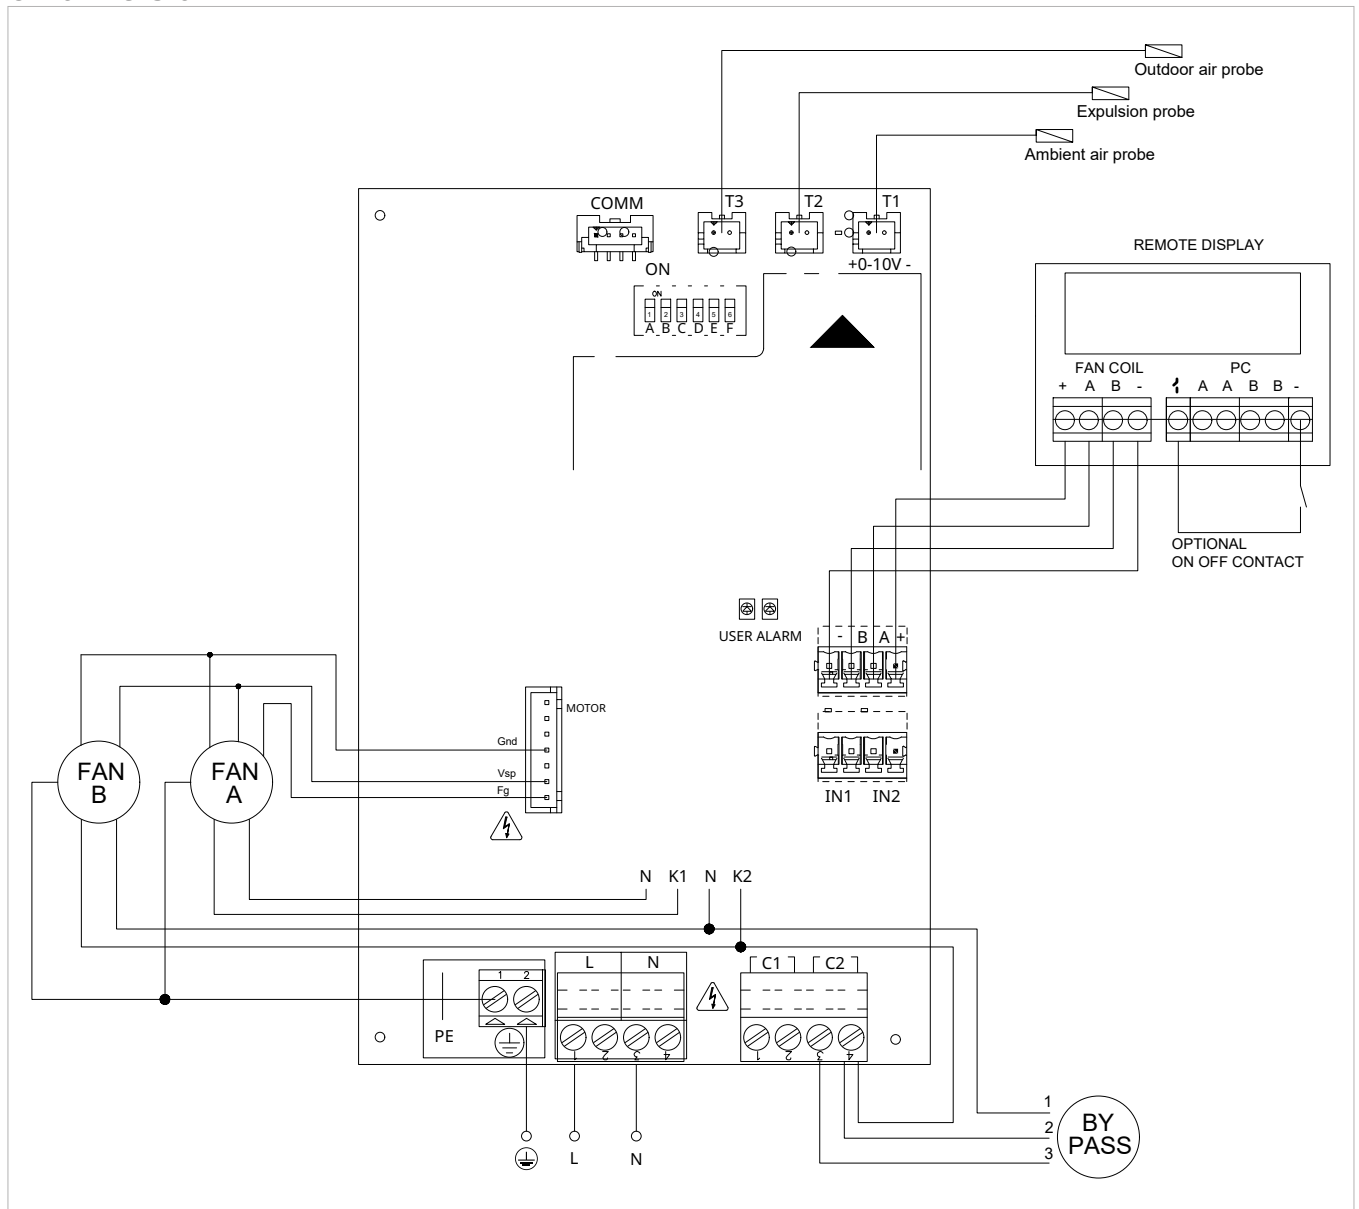 Outdoor air probe
Expulsion probe
Ambient air probe
COMM
T3
T2
T1
+0-10V -
ON
ON
1 2 3 4 5 6
A B C D E F
REMOTE DISPLAY
FAN COIL
PC
+ A B -
A A B B -
OPTIONAL
ON OFF CONTACT
USER ALARM
- B A +
MOTOR
Gnd
Vsp
Fg
FAN
B
FAN
A
IN1 IN2
N K1 N K2
L N
C1 C2
1 2
PE
1 2 3 4
1 2 3 4
L
N
1
2
3
BY
PASS